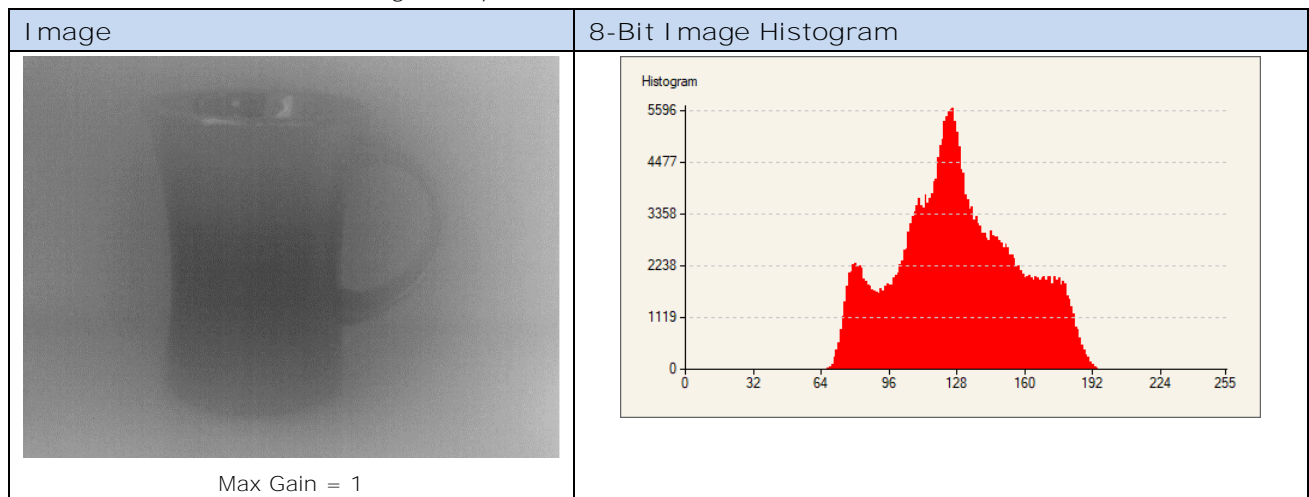 Image
8-Bit Image Histogram
Histogram
5596
4477
3358
2238
1119
0
0 32 64 96 128 160 192 224 255
Max Gain = 1